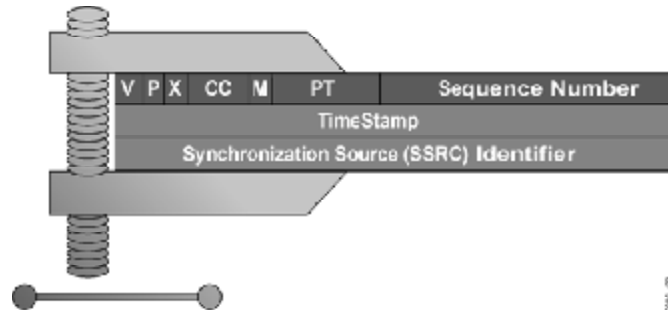 V P X CC M PT Sequence Number
TimeStamp
Synchronization Source (SSRC) Identifier